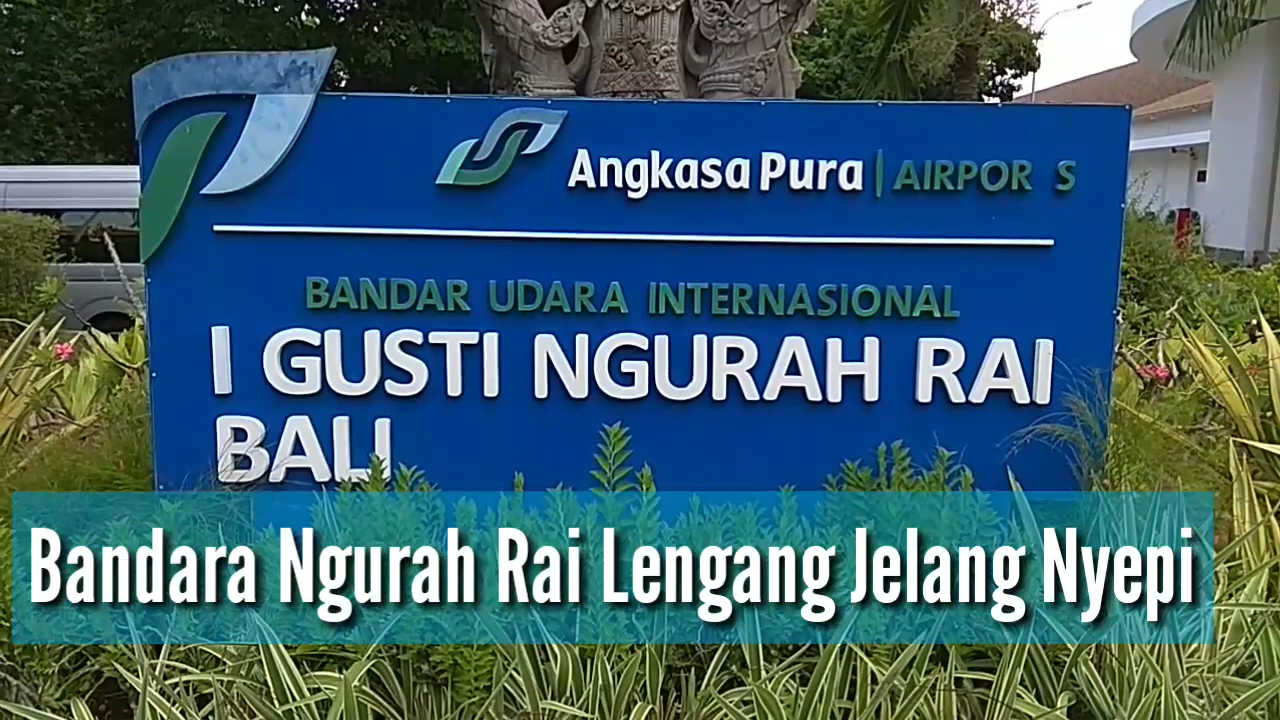 Angkasa Pura | AIRPOR S
BANDAR UDARA INTERNASIONAL
I GUSTI NGURAH RAI
BALI
Bandara Ngurah Rai Lengang Jelang Nyepi